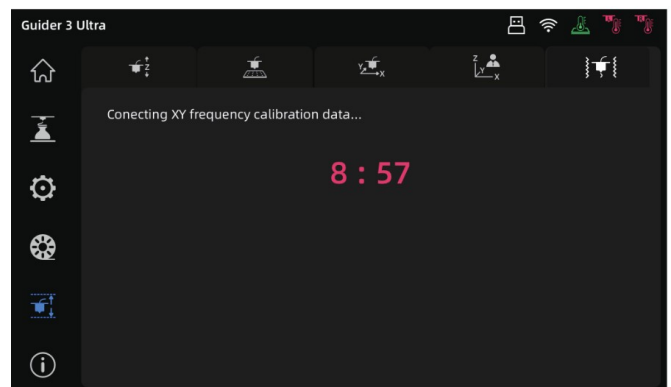 Guider 3 Ultra
Z
Y X
Z
Y X
Conecting XY frequency calibration data...
8 : 57